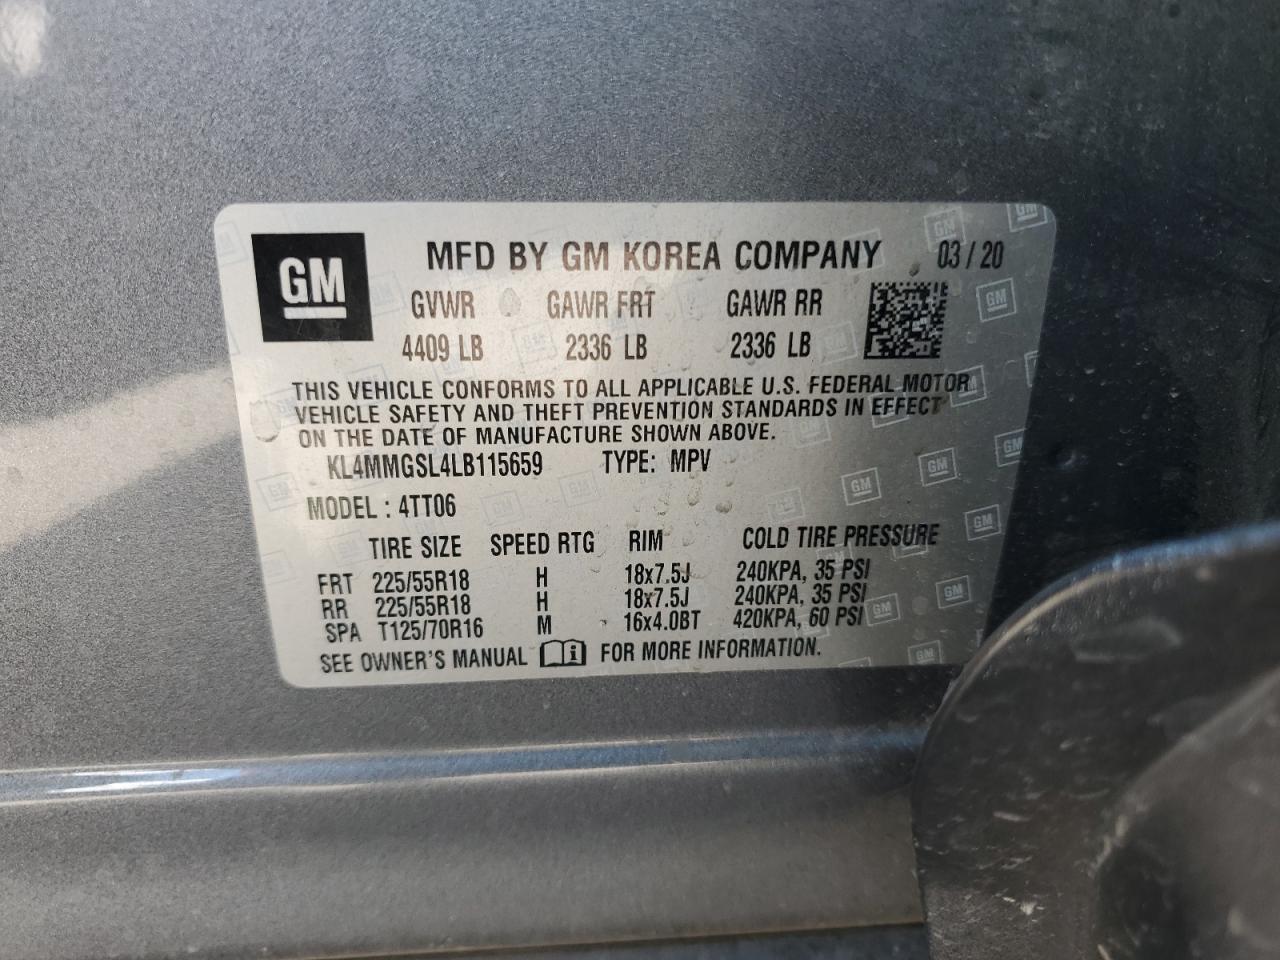 GM MFD BY GM KOREA COMPANY 03/20
GVWR GAWR FRT GAWR RR
4409 LB 2336 LB 2336 LB
THIS VEHICLE CONFORMS TO ALL APPLICABLE U.S. FEDERAL MOTOR
VEHICLE SAFETY AND THEFT PREVENTION STANDARDS IN EFFECT
ON THE DATE OF MANUFACTURE SHOWN ABOVE.
KL4MMGSL4LB115659 TYPE: MPV
MODEL : 4TT06
TIRE SIZE SPEED RTG RIM COLD TIRE PRESSURE
FRT 225/55R18 H 18x7.5J 240KPA, 35 PSI
RR 225/55R18 H 18x7.5J 240KPA, 35 PSI
SPA T125/70R16 M 16x4.0BT 420KPA, 60 PSI
SEE OWNER'S MANUAL i FOR MORE INFORMATION.